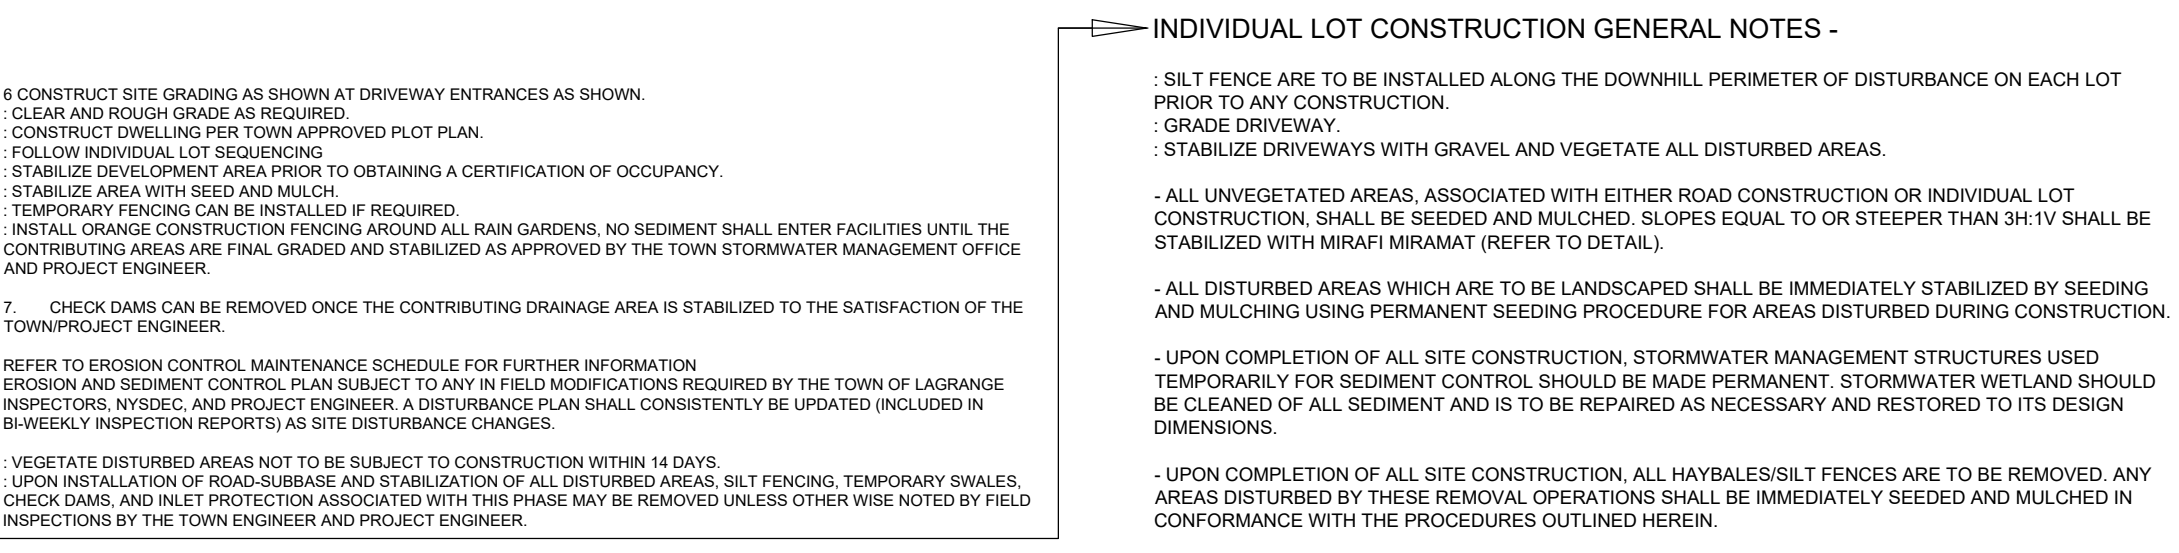 6 CONSTRUCT SITE GRADING AS SHOWN AT DRIVEWAY ENTRANCES AS SHOWN.
: CLEAR AND ROUGH GRADE AS REQUIRED.
: CONSTRUCT DWELLING PER TOWN APPROVED PLOT PLAN.
: FOLLOW INDIVIDUAL LOT SEQUENCING
: STABILIZE DEVELOPMENT AREA PRIOR TO OBTAINING A CERTIFICATION OF OCCUPANCY.
: STABILIZE AREA WITH SEED AND MULCH.
: TEMPORARY FENCING CAN BE INSTALLED IF REQUIRED.
: INSTALL ORANGE CONSTRUCTION FENCING AROUND ALL RAIN GARDENS, NO SEDIMENT SHALL ENTER FACILITIES UNTIL THE
CONTRIBUTING AREAS ARE FINAL GRADED AND STABILIZED AS APPROVED BY THE TOWN STORMWATER MANAGEMENT OFFICE
AND PROJECT ENGINEER.
7. CHECK DAMS CAN BE REMOVED ONCE THE CONTRIBUTING DRAINAGE AREA IS STABILIZED TO THE SATISFACTION OF THE
TOWN/PROJECT ENGINEER.
REFER TO EROSION CONTROL MAINTENANCE SCHEDULE FOR FURTHER INFORMATION
EROSION AND SEDIMENT CONTROL PLAN SUBJECT TO ANY IN FIELD MODIFICATIONS REQUIRED BY THE TOWN OF LAGRANGE
INSPECTORS, NYSDEC, AND PROJECT ENGINEER. A DISTURBANCE PLAN SHALL CONSISTENTLY BE UPDATED (INCLUDED IN
BI-WEEKLY INSPECTION REPORTS) AS SITE DISTURBANCE CHANGES.
: VEGETATE DISTURBED AREAS NOT TO BE SUBJECT TO CONSTRUCTION WITHIN 14 DAYS.
: UPON INSTALLATION OF ROAD-SUBBASE AND STABILIZATION OF ALL DISTURBED AREAS, SILT FENCING, TEMPORARY SWALES,
CHECK DAMS, AND INLET PROTECTION ASSOCIATED WITH THIS PHASE MAY BE REMOVED UNLESS OTHER WISE NOTED BY FIELD
INSPECTIONS BY THE TOWN ENGINEER AND PROJECT ENGINEER.
INDIVIDUAL LOT CONSTRUCTION GENERAL NOTES -
: SILT FENCE ARE TO BE INSTALLED ALONG THE DOWNHILL PERIMETER OF DISTURBANCE ON EACH LOT
PRIOR TO ANY CONSTRUCTION.
: GRADE DRIVEWAY.
: STABILIZE DRIVEWAYS WITH GRAVEL AND VEGETATE ALL DISTURBED AREAS.
- ALL UNVEGETATED AREAS, ASSOCIATED WITH EITHER ROAD CONSTRUCTION OR INDIVIDUAL LOT
CONSTRUCTION, SHALL BE SEEDED AND MULCHED. SLOPES EQUAL TO OR STEEPER THAN 3H:1V SHALL BE
STABILIZED WITH MIRAFI MIRAMAT (REFER TO DETAIL).
- ALL DISTURBED AREAS WHICH ARE TO BE LANDSCAPED SHALL BE IMMEDIATELY STABILIZED BY SEEDING
AND MULCHING USING PERMANENT SEEDING PROCEDURE FOR AREAS DISTURBED DURING CONSTRUCTION.
- UPON COMPLETION OF ALL SITE CONSTRUCTION, STORMWATER MANAGEMENT STRUCTURES USED
TEMPORARILY FOR SEDIMENT CONTROL SHOULD BE MADE PERMANENT. STORMWATER WETLAND SHOULD
BE CLEANED OF ALL SEDIMENT AND IS TO BE REPAIRED AS NECESSARY AND RESTORED TO ITS DESIGN
DIMENSIONS.
- UPON COMPLETION OF ALL SITE CONSTRUCTION, ALL HAYBALES/SILT FENCES ARE TO BE REMOVED. ANY
AREAS DISTURBED BY THESE REMOVAL OPERATIONS SHALL BE IMMEDIATELY SEEDED AND MULCHED IN
CONFORMANCE WITH THE PROCEDURES OUTLINED HEREIN.